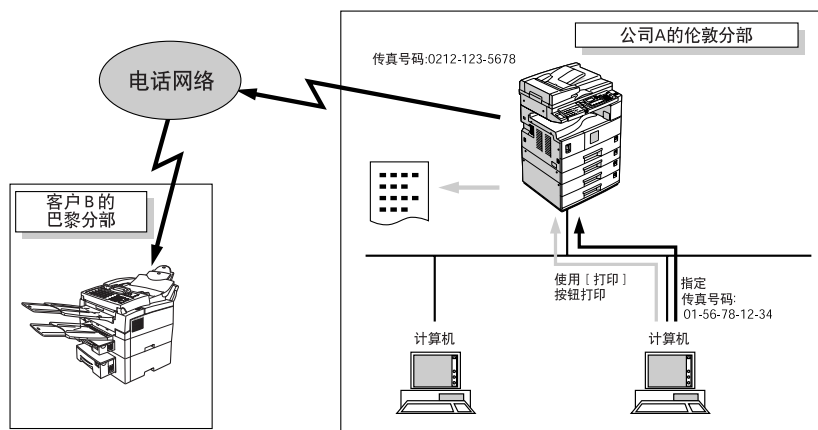 公司A的伦敦分部
传真号码:0212-123-5678
电话网络
客户B的
巴黎分部
使用[打印]
按钮打印
指定
传真号码:
01-56-78-12-34
计算机
计算机